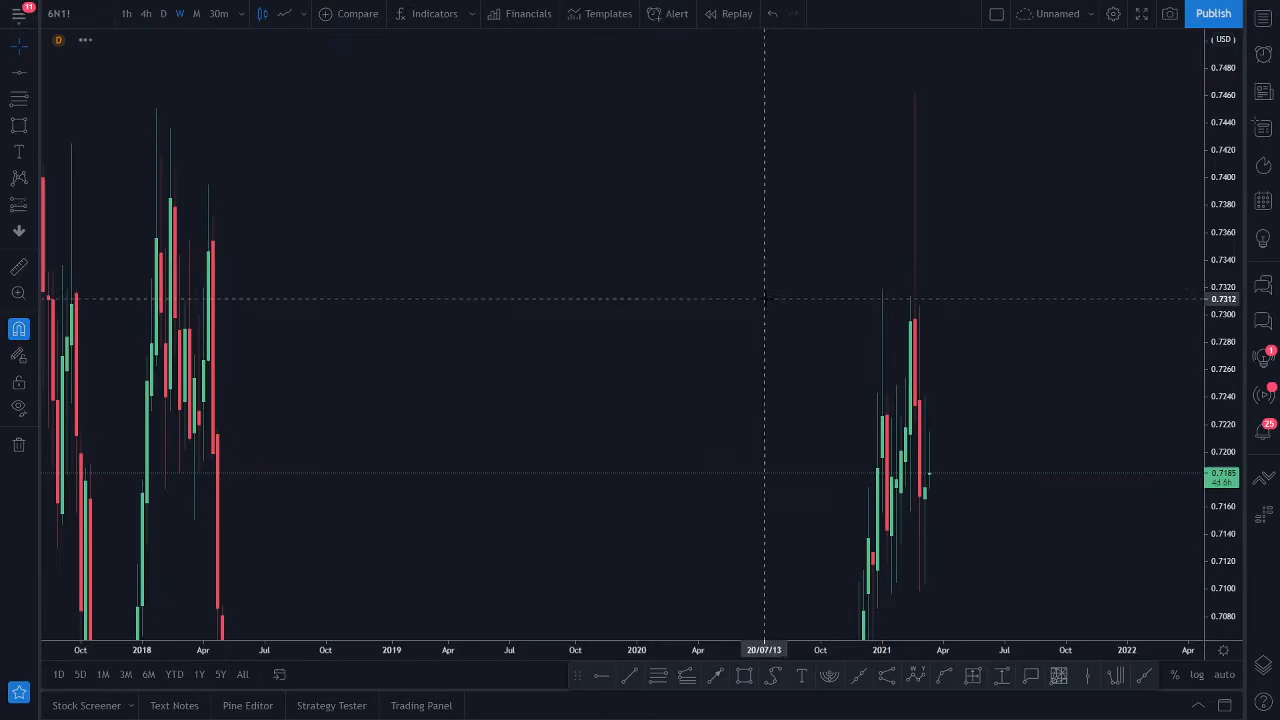 11
6N1!
1h 4h D W M 30m
Compare
Indicators
Financials
Templates
Alert
Replay
Unnamed
Publish
D
( USD )
0.7480
0.7460
0.7440
0.7420
0.7400
0.7380
0.7360
0.7340
0.7320
0.7312
0.7300
0.7280
0.7260
0.7240
0.7220
0.7200
0.7185
4d 6h
0.7160
0.7140
0.7120
0.7100
0.7080
T
1
25
Oct 2018 Apr Jul Oct 2019 Apr Jul Oct 2020 Apr 20/07/13 Oct 2021 Apr Jul Oct 2022 Apr
1D 5D 1M 3M 6M YTD 1Y 5Y All
T
W Y
% log auto
Stock Screener Text Notes Pine Editor Strategy Tester Trading Panel